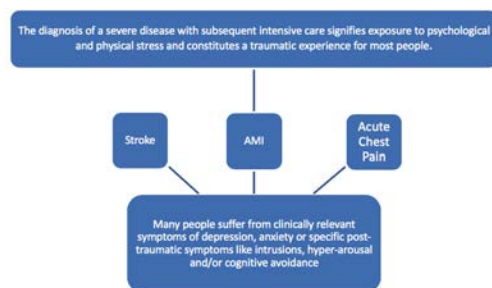 The diagnosis of a severe disease with subsequent intensive care signifies exposure to psychological
and physical stress and constitutes a traumatic experience for most people.
Stroke
AMI
Acute
Chest
Pain
Many people suffer from clinically relevant
symptoms of depression, anxiety or specific post-
traumatic symptoms like intrusions, hyper-arousal
and/or cognitive avoidance